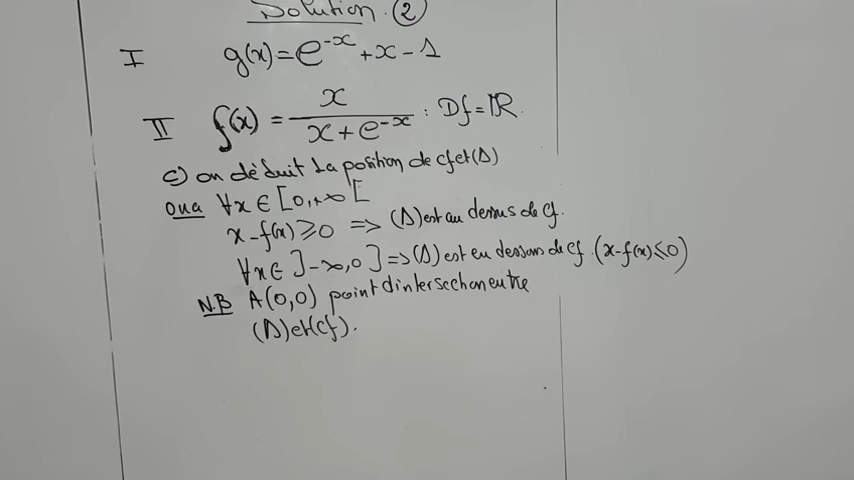 Solution. ②
I g(x) = e^{-x} + x - 1
II f(x) = \frac{x}{x + e^{-x}} : Df = ℝ.
c) on déduit la position de cf et (Δ)
on a ∀x ∈ [0, +∞[
x - f(x) ≥ 0 => (Δ) est au dessus de Cf.
∀x ∈ ]-∞, 0] => (Δ) est en dessous de Cf. (x - f(x) ≤ 0)
N.B A(0,0) point d'intersection entre
(Δ) et (Cf).